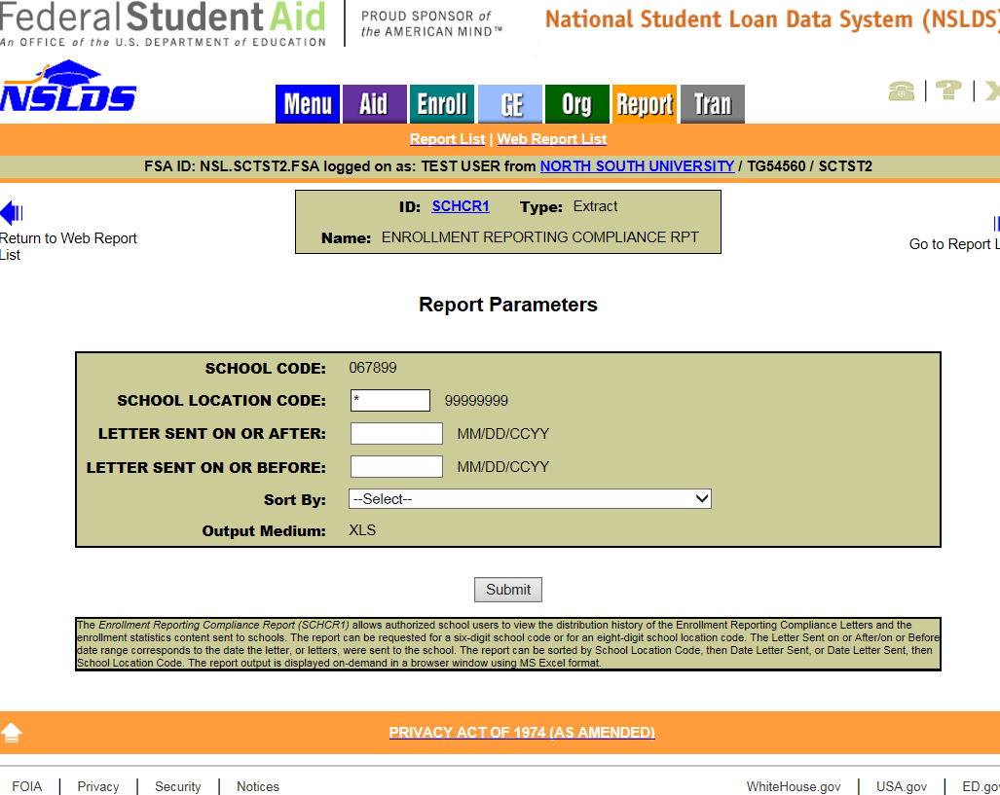 Federal Student Aid
An OFFICE of the U.S. DEPARTMENT of EDUCATION
PROUD SPONSOR of
the AMERICAN MIND™
National Student Loan Data System (NSLDS)
NSLDS
Menu Aid Enroll GE Org Report Tran
Report List | Web Report List
FSA ID: NSL.SCTST2.FSA logged on as: TEST USER from NORTH SOUTH UNIVERSITY / TG54560 / SCTST2
Return to Web Report
List
ID: SCHCR1 Type: Extract
Name: ENROLLMENT REPORTING COMPLIANCE RPT
Go to Report L
Report Parameters
SCHOOL CODE: 067899
SCHOOL LOCATION CODE: * 99999999
LETTER SENT ON OR AFTER: MM/DD/CCYY
LETTER SENT ON OR BEFORE: MM/DD/CCYY
Sort By: --Select--
Output Medium: XLS
Submit
The Enrollment Reporting Compliance Report (SCHCR1) allows authorized school users to view the distribution history of the Enrollment Reporting Compliance Letters and the
enrollment statistics content sent to schools. The report can be requested for a six-digit school code or for an eight-digit school location code. The Letter Sent on or After/on or Before
date range corresponds to the date the letter, or letters, were sent to the school. The report can be sorted by School Location Code, then Date Letter Sent, or Date Letter Sent, then
School Location Code. The report output is displayed on-demand in a browser window using MS Excel format.
PRIVACY ACT OF 1974 (AS AMENDED)
FOIA | Privacy | Security | Notices
WhiteHouse.gov | USA.gov | ED.gov